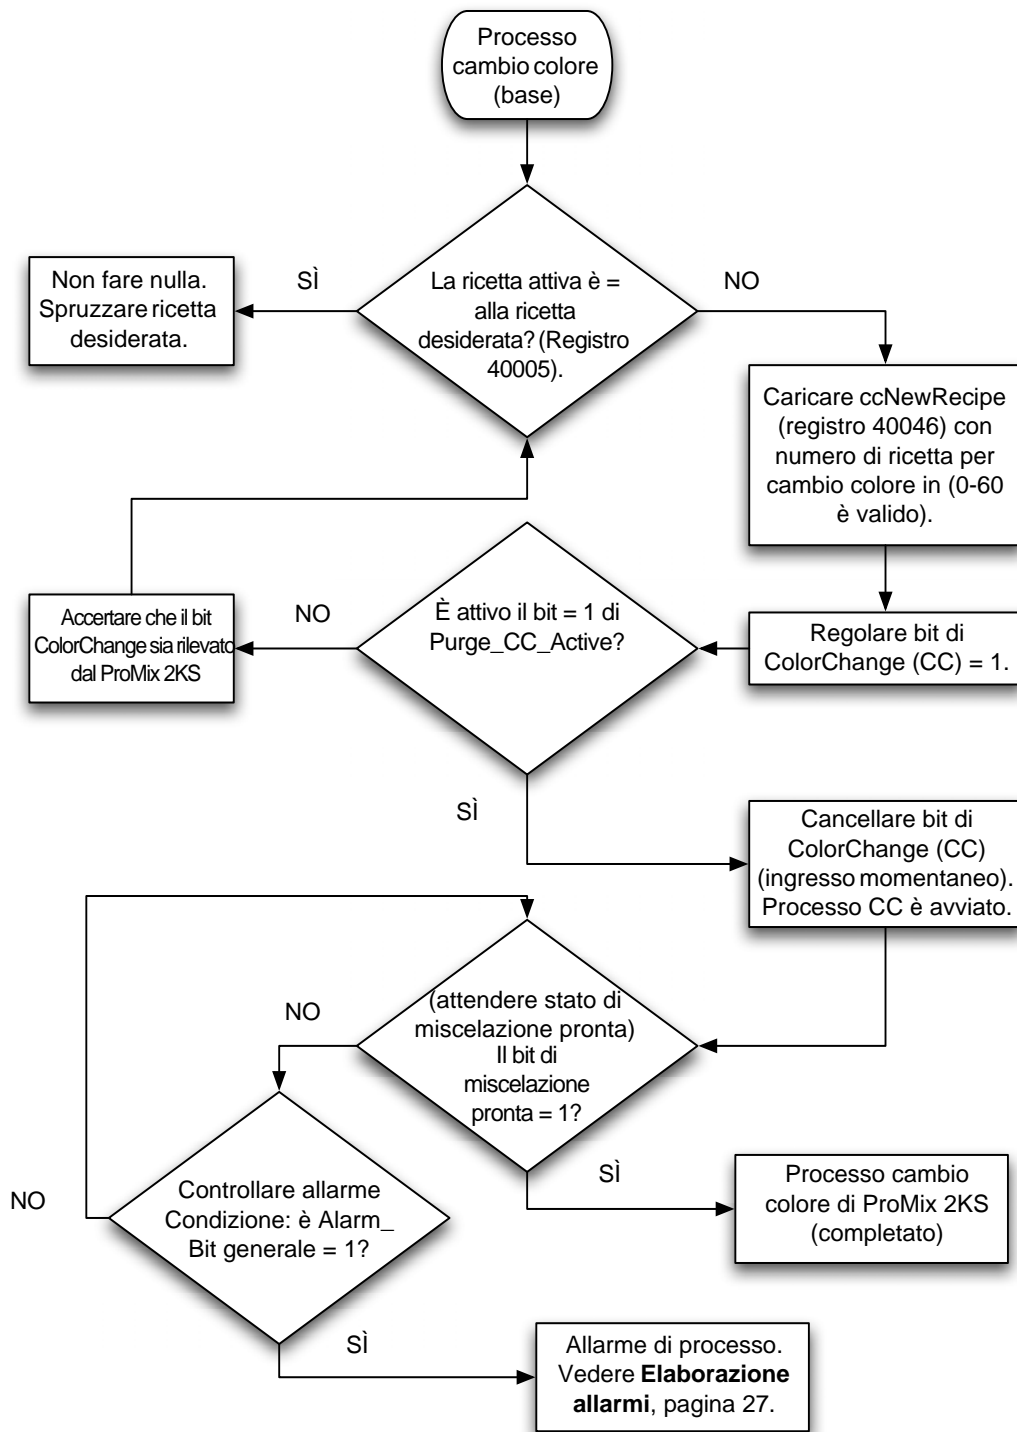 Processo
cambio colore
(base)
La ricetta attiva è =
alla ricetta
desiderata? (Registro
40005).
SÌ
Non fare nulla.
Spruzzare ricetta
desiderata.
NO
Caricare ccNewRecipe
(registro 40046) con
numero di ricetta per
cambio colore in (0-60
è valido).
Regolare bit di
ColorChange (CC) = 1.
È attivo il bit = 1 di
Purge_CC_Active?
NO
Accertare che il bit
ColorChange sia rilevato
dal ProMix 2KS
SÌ
Cancellare bit di
ColorChange (CC)
(ingresso momentaneo).
Processo CC è avviato.
(attendere stato di
miscelazione pronta)
Il bit di
miscelazione
pronta = 1?
NO
SÌ
Processo cambio
colore di ProMix 2KS
(completato)
Controllare allarme
Condizione: è Alarm_
Bit generale = 1?
NO
SÌ
Allarme di processo.
Vedere Elaborazione
allarmi, pagina 27.